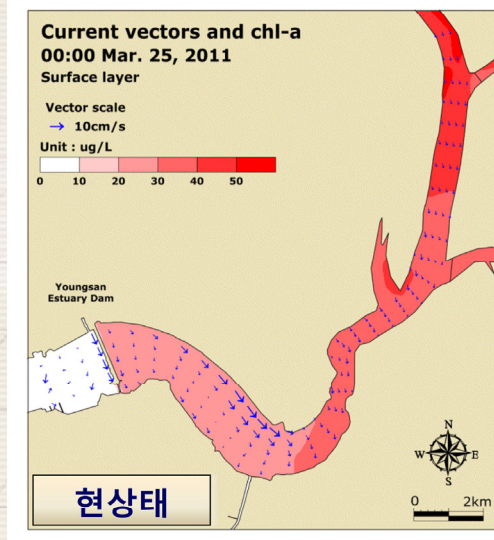 Current vectors and chl-a
00:00 Mar. 25, 2011
Surface layer
Vector scale
10cm/s
Unit : ug/L
0 10 20 30 40 50
Youngsan
Estuary Dam
N
W E
S
0 2km
현상태